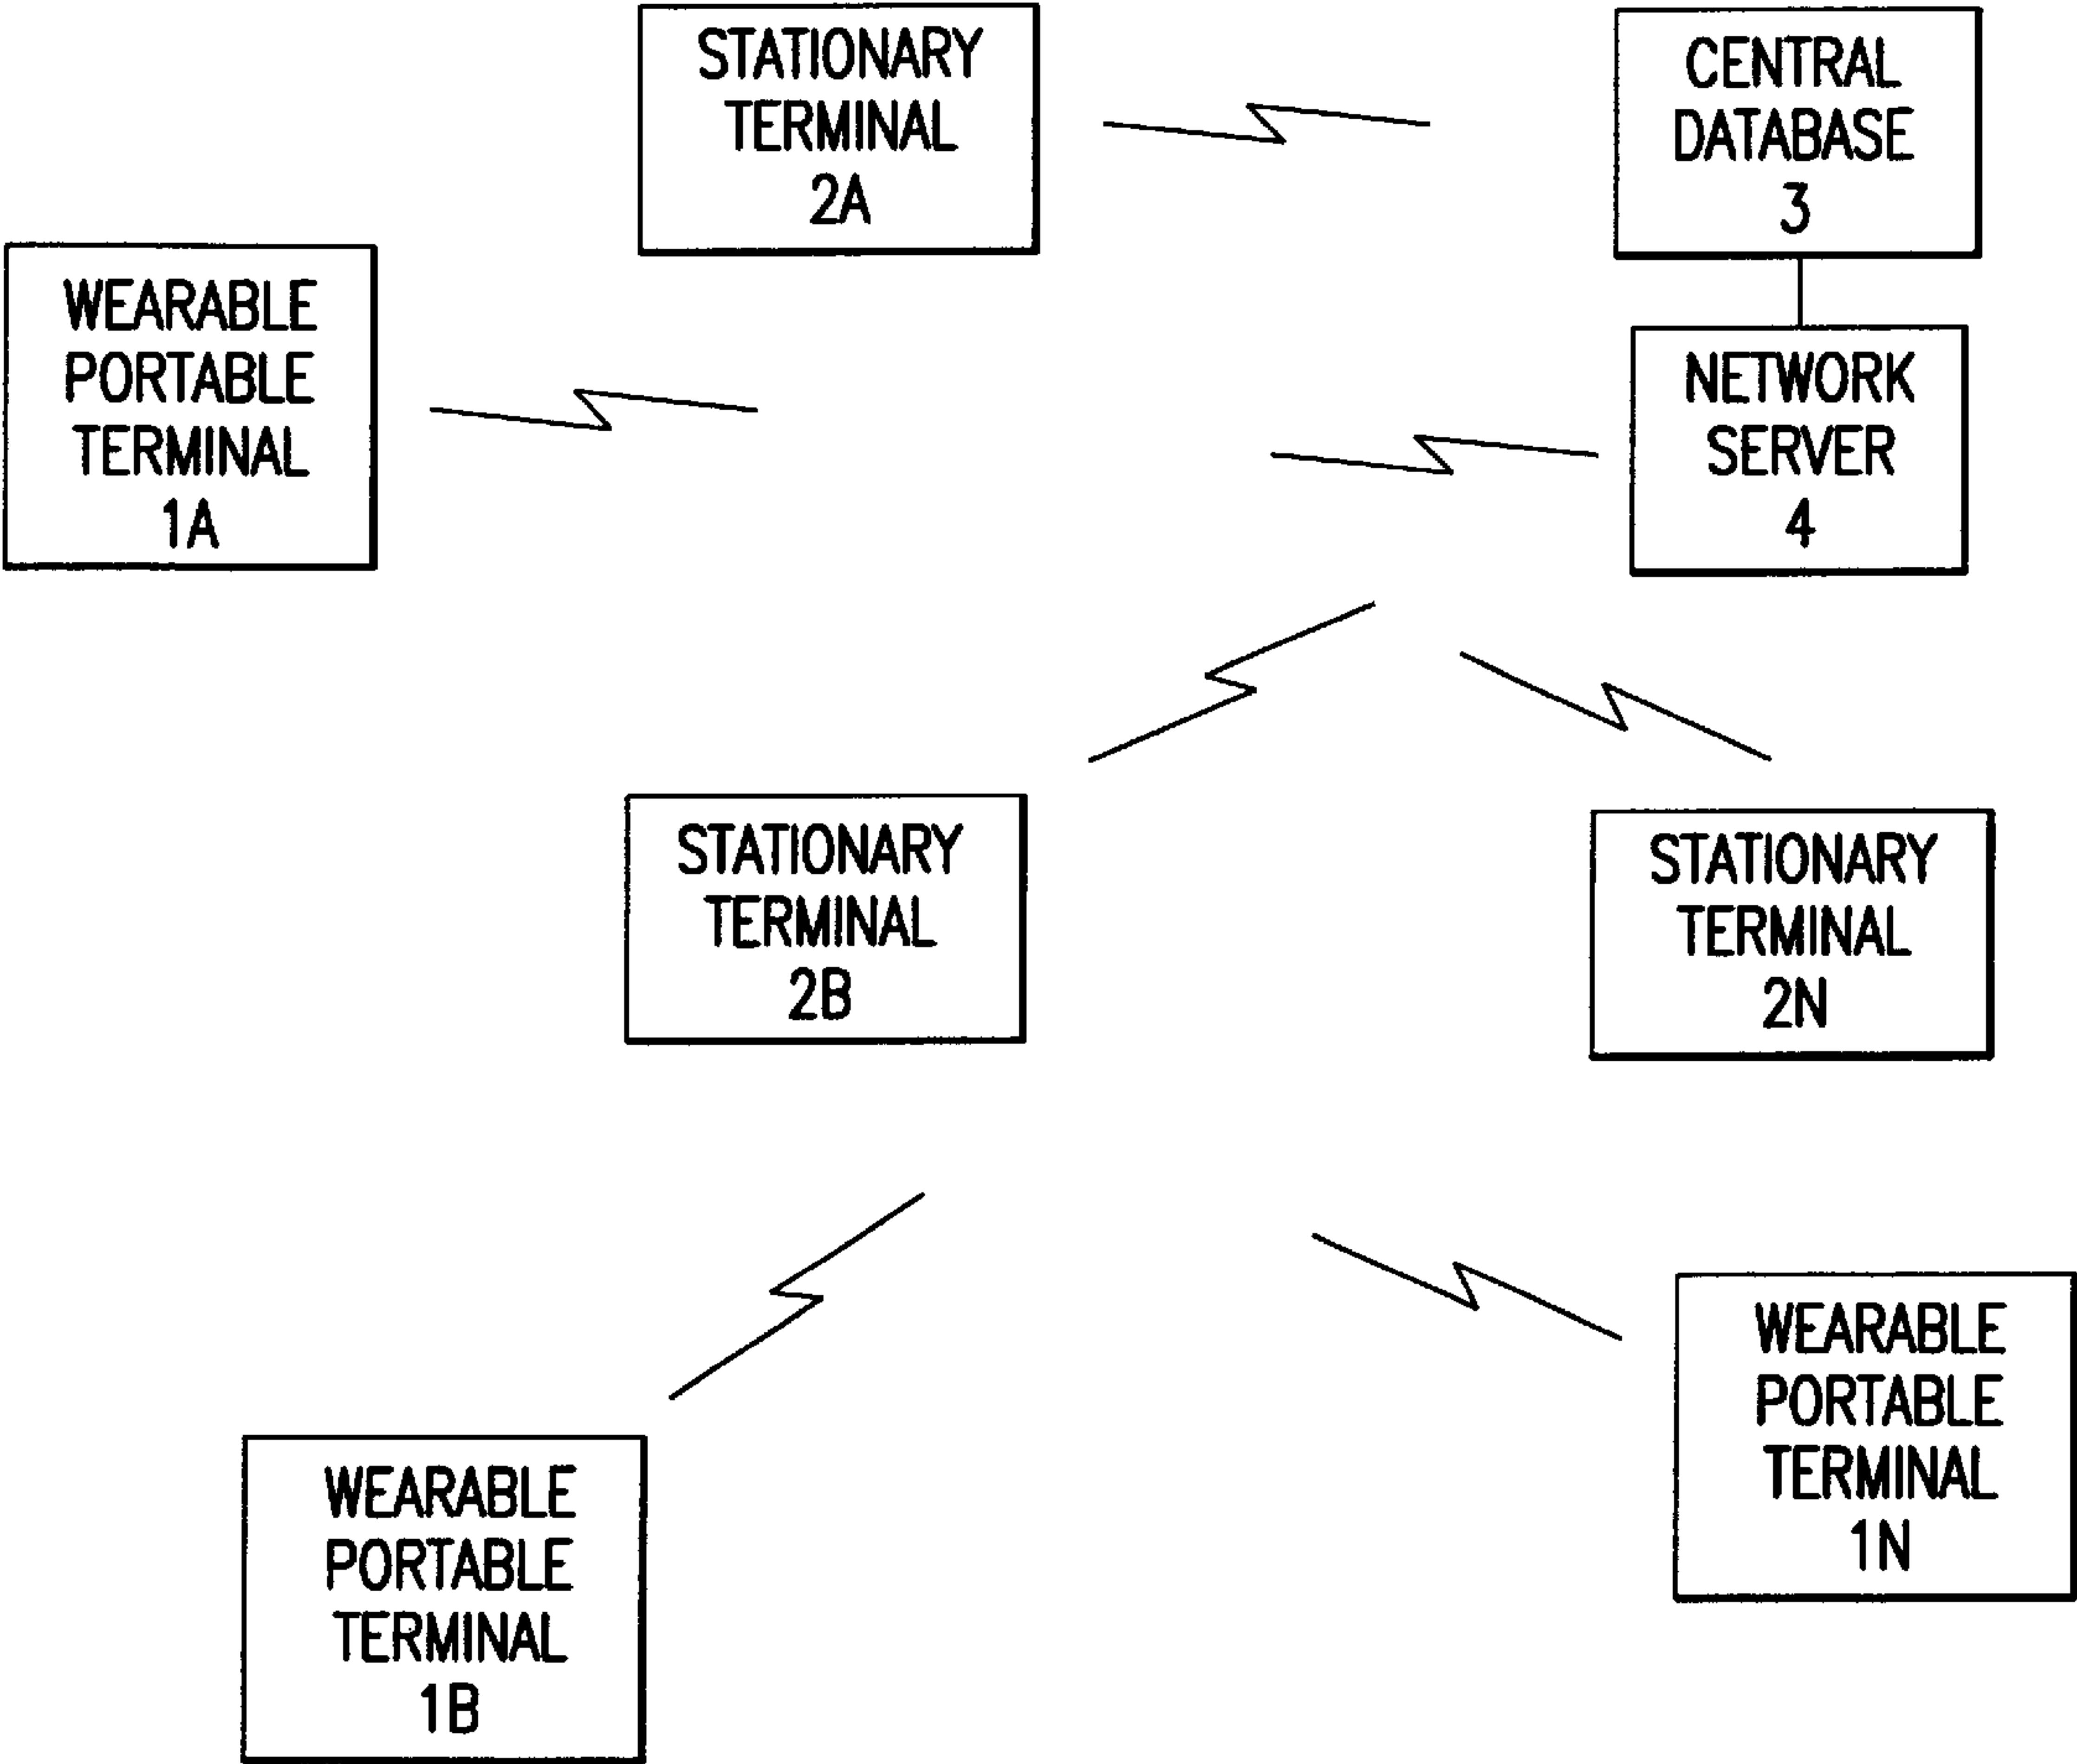 STATIONARY
TERMINAL
2A
CENTRAL
DATABASE
3
WEARABLE
PORTABLE
TERMINAL
1A
NETWORK
SERVER
4
STATIONARY
TERMINAL
2B
STATIONARY
TERMINAL
2N
WEARABLE
PORTABLE
TERMINAL
1N
WEARABLE
PORTABLE
TERMINAL
1B